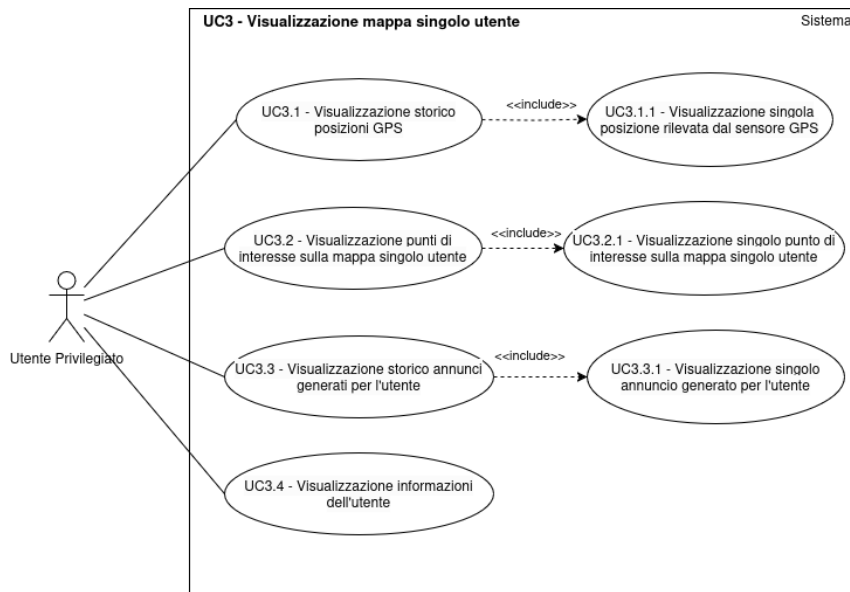 UC3 - Visualizzazione mappa singolo utente
Sistema
UC3.1 - Visualizzazione storico
posizioni GPS
<<include>>
UC3.1.1 - Visualizzazione singola
posizione rilevata dal sensore GPS
UC3.2 - Visualizzazione punti di
interesse sulla mappa singolo utente
<<include>>
UC3.2.1 - Visualizzazione singolo punto di
interesse sulla mappa singolo utente
Utente Privilegiato
UC3.3 - Visualizzazione storico annunci
generati per l'utente
<<include>>
UC3.3.1 - Visualizzazione singolo
annuncio generato per l'utente
UC3.4 - Visualizzazione informazioni
dell'utente